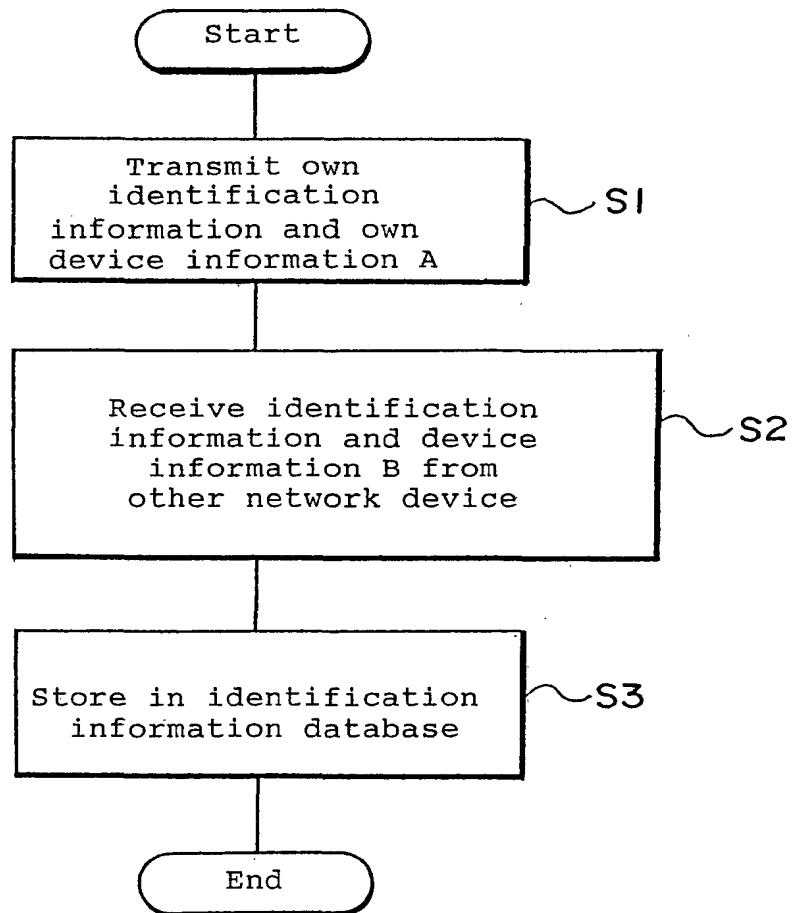 Start
Transmit own
identification
information and own
device information A
S1
Receive identification
information and device
information B from
other network device
S2
Store in identification
information database
S3
End